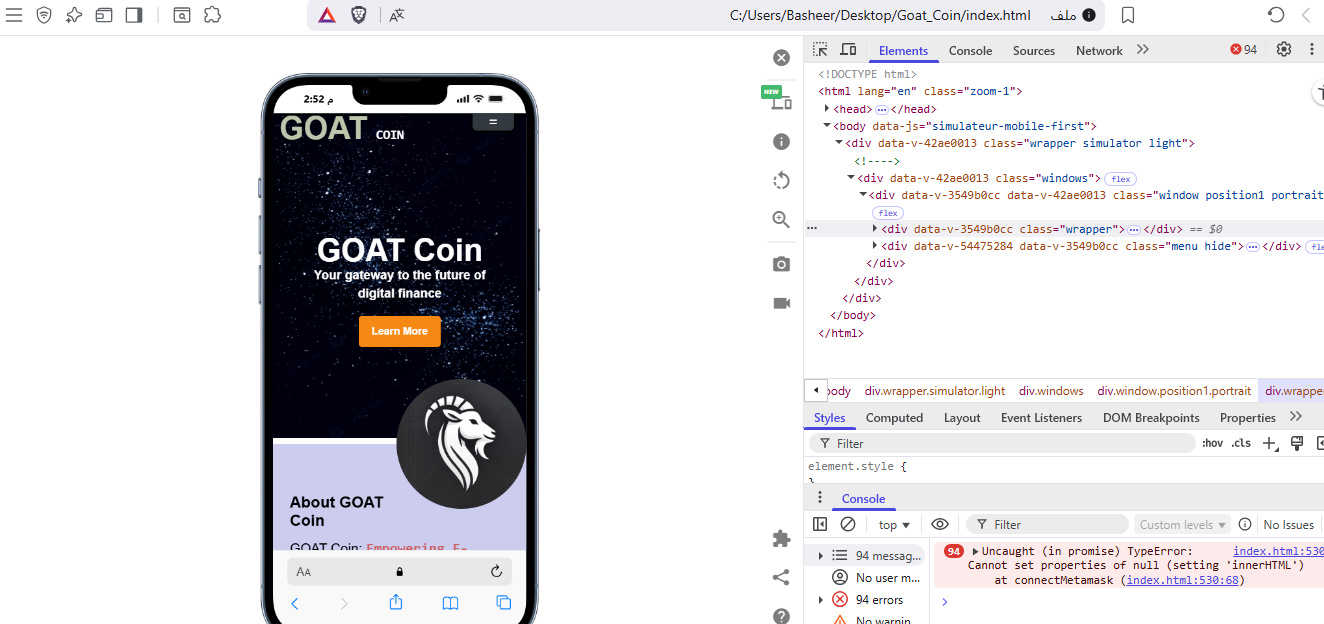 C:/Users/Basheer/Desktop/Goat_Coin/index.html ملف
2:52 م
GOAT COIN
=
GOAT Coin
Your gateway to the future of
digital finance
Learn More
About GOAT
Coin
GOAT Coin: Empowering E-
AA
NEW
Elements Console Sources Network 94
<!DOCTYPE html>
<html lang="en" class="zoom-1">
<head> </head>
<body data-js="simulateur-mobile-first">
<div data-v-42ae0013 class="wrapper simulator light">
<!---->
<div data-v-42ae0013 class="windows"> flex
<div data-v-3549b0cc data-v-42ae0013 class="window position1 portrait
flex
<div data-v-3549b0cc class="wrapper"> </div> == $0
<div data-v-54475284 data-v-3549b0cc class="menu hide"> </div> fle
</div>
</div>
</div>
</body>
</html>
body div.wrapper.simulator.light div.windows div.window.position1.portrait div.wrappe
Styles Computed Layout Event Listeners DOM Breakpoints Properties
Filter :hov .cls
element.style {
}
Console
top Filter Custom levels No Issues
94 messag...
No user m...
94 errors
No warnin
94 Uncaught (in promise) TypeError: index.html:530
Cannot set properties of null (setting 'innerHTML')
at connectMetamask (index.html:530:68)